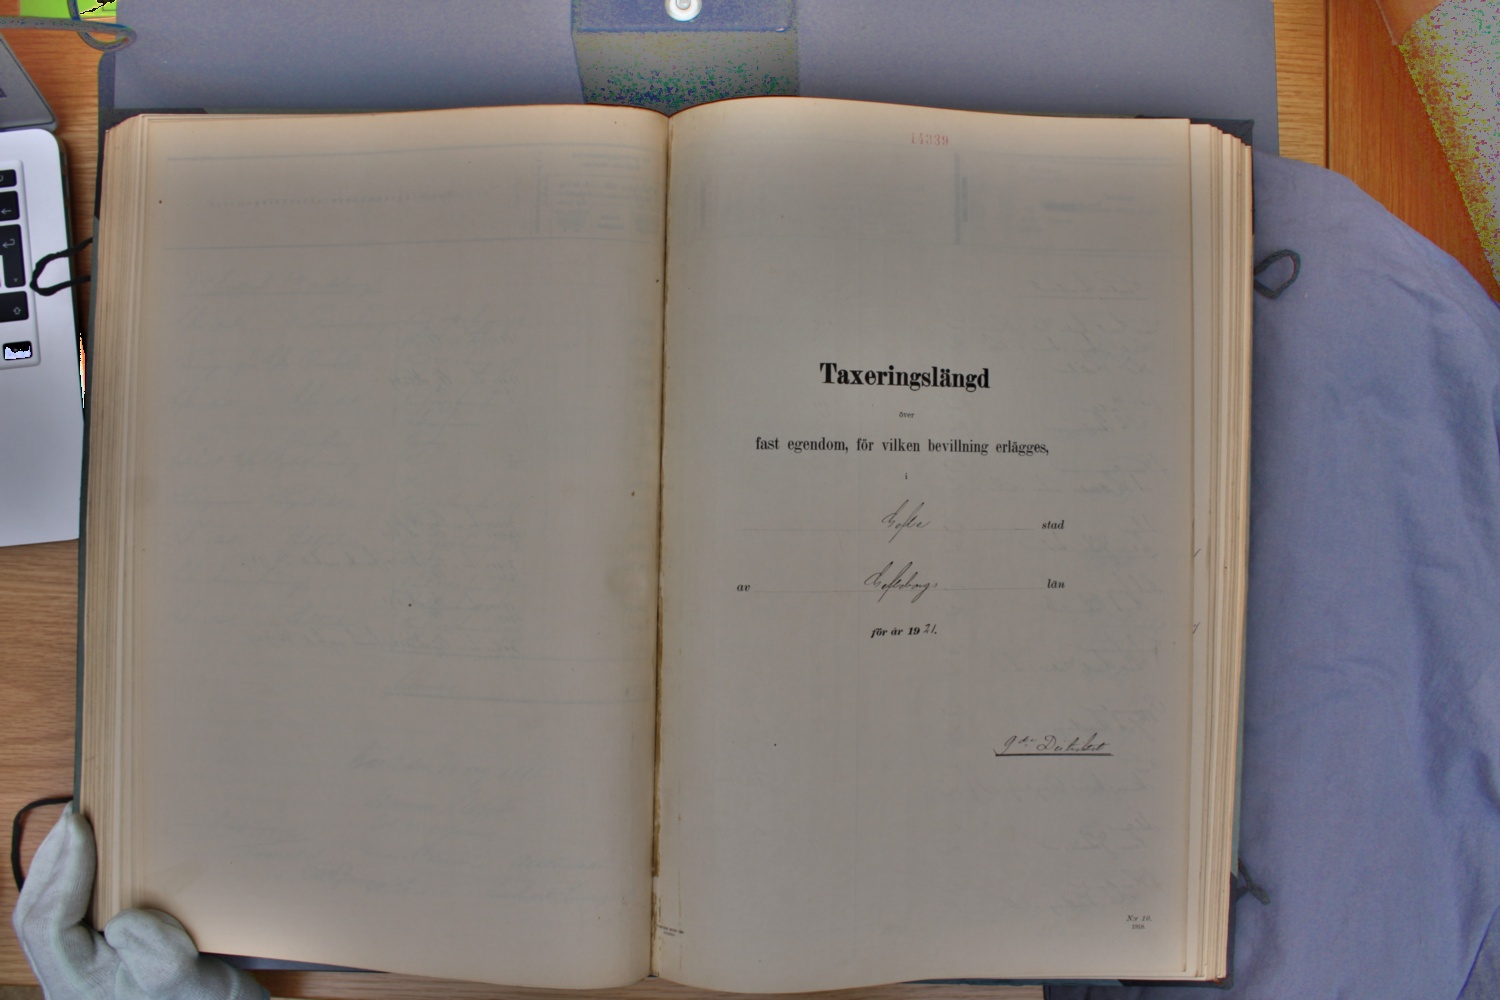 14339
Taxeringslängd
över
fast egendom, för vilken bevillning erlägges,
i
Gefle stad
av Gefleborgs län
för år 1921.
9de Distriktet
N:r 10.
1918.